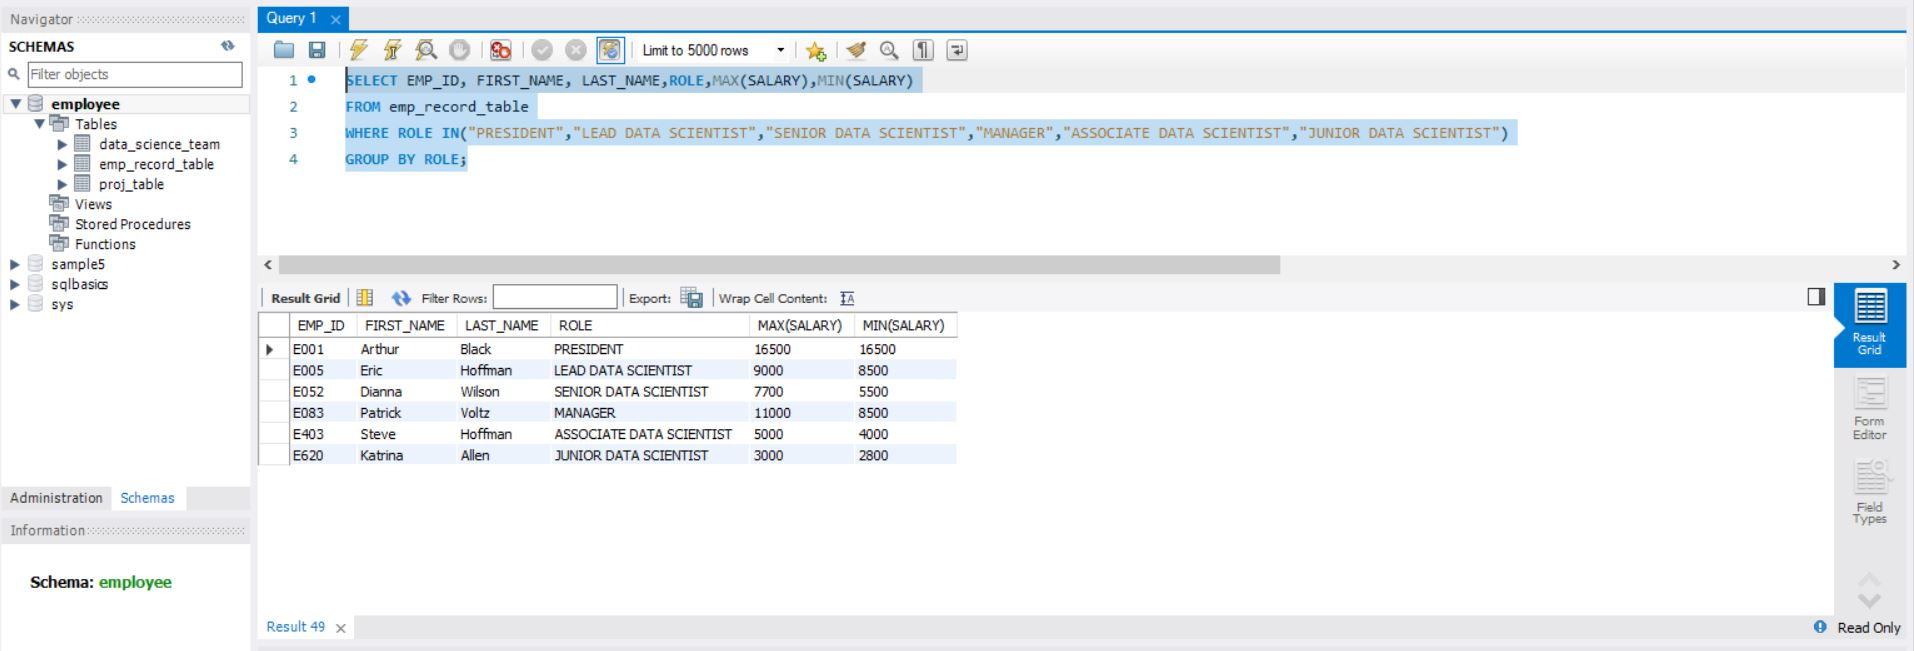 Navigator
SCHEMAS
Filter objects
employee
Tables
data_science_team
emp_record_table
proj_table
Views
Stored Procedures
Functions
sample5
sqlbasics
sys
Administration Schemas
Information
Schema: employee
Query 1
Limit to 5000 rows
1 SELECT EMP_ID, FIRST_NAME, LAST_NAME,ROLE,MAX(SALARY),MIN(SALARY)
2 FROM emp_record_table
3 WHERE ROLE IN("PRESIDENT","LEAD DATA SCIENTIST","SENIOR DATA SCIENTIST","MANAGER","ASSOCIATE DATA SCIENTIST","JUNIOR DATA SCIENTIST")
4 GROUP BY ROLE;
Result Grid Filter Rows: Export: Wrap Cell Content:
EMP_ID FIRST_NAME LAST_NAME ROLE MAX(SALARY) MIN(SALARY)
E001 Arthur Black PRESIDENT 16500 16500
E005 Eric Hoffman LEAD DATA SCIENTIST 9000 8500
E052 Dianna Wilson SENIOR DATA SCIENTIST 7700 5500
E083 Patrick Voltz MANAGER 11000 8500
E403 Steve Hoffman ASSOCIATE DATA SCIENTIST 5000 4000
E620 Katrina Allen JUNIOR DATA SCIENTIST 3000 2800
Result
Grid
Form
Editor
Field
Types
Result 49
Read Only